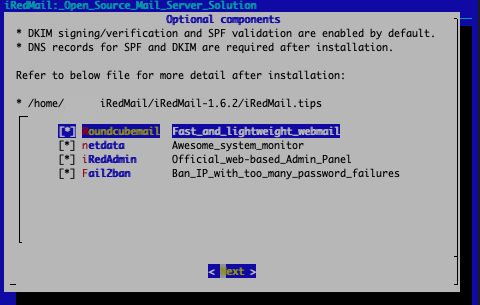 iRedMail:_Open_Source_Mail_Server_Solution
Optional components
* DKIM signing/verification and SPF validation are enabled by default.
* DNS records for SPF and DKIM are required after installation.
Refer to below file for more detail after installation:
* /home/ iRedMail/iRedMail-1.6.2/iRedMail.tips
[*] Roundcubemail Fast_and_lightweight_webmail
[*] netdata Awesome_system_monitor
[*] iRedAdmin Official_web-based_Admin_Panel
[*] Fail2ban Ban_IP_with_too_many_password_failures
< Next >